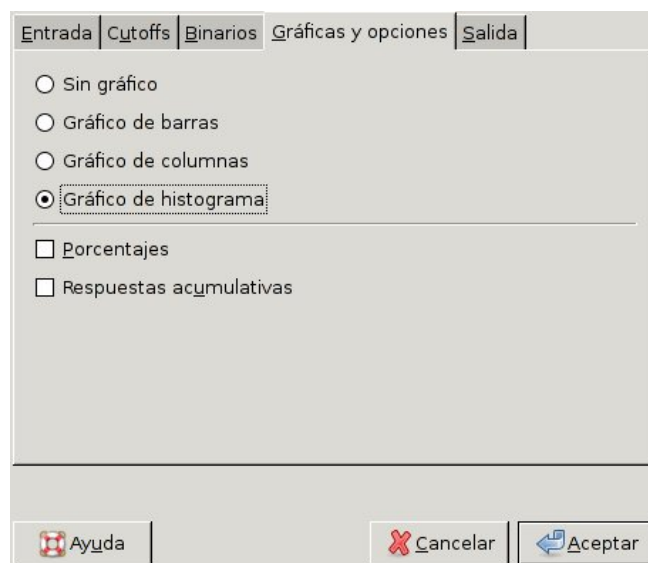 Entrada Cutoffs Binarios Gráficas y opciones Salida
Sin gráfico
Gráfico de barras
Gráfico de columnas
Gráfico de histograma
Porcentajes
Respuestas acumulativas
Ayuda Cancelar Aceptar